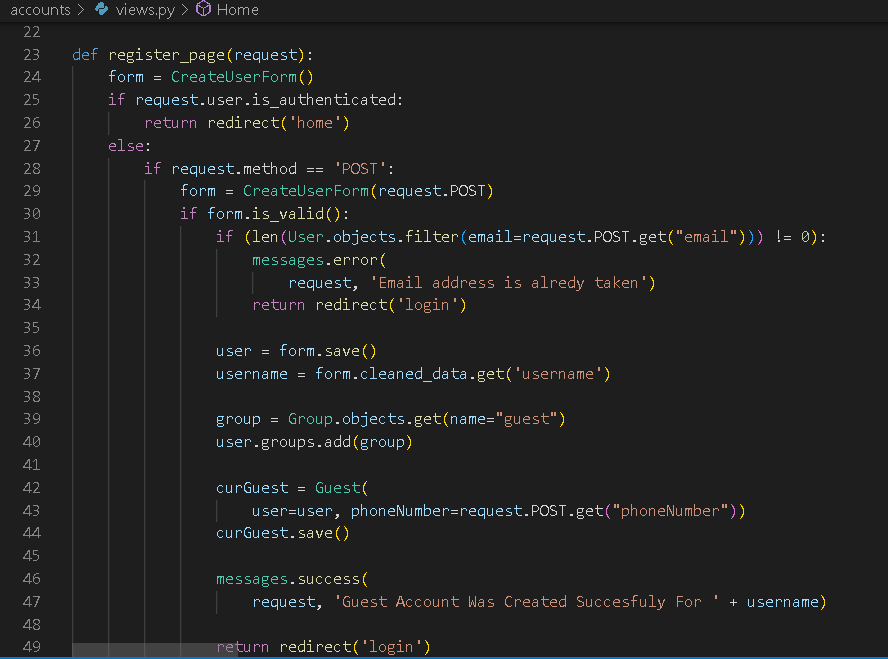 accounts > views.py > Home
22
23 def register_page(request):
24     form = CreateUserForm()
25     if request.user.is_authenticated:
26         return redirect('home')
27     else:
28         if request.method == 'POST':
29             form = CreateUserForm(request.POST)
30             if form.is_valid():
31                 if (len(User.objects.filter(email=request.POST.get("email"))) != 0):
32                     messages.error(
33                         request, 'Email address is alredy taken')
34                     return redirect('login')
35
36                 user = form.save()
37                 username = form.cleaned_data.get('username')
38
39                 group = Group.objects.get(name="guest")
40                 user.groups.add(group)
41
42                 curGuest = Guest(
43                     user=user, phoneNumber=request.POST.get("phoneNumber"))
44                 curGuest.save()
45
46                 messages.success(
47                     request, 'Guest Account Was Created Succesfuly For ' + username)
48
49                 return redirect('login')